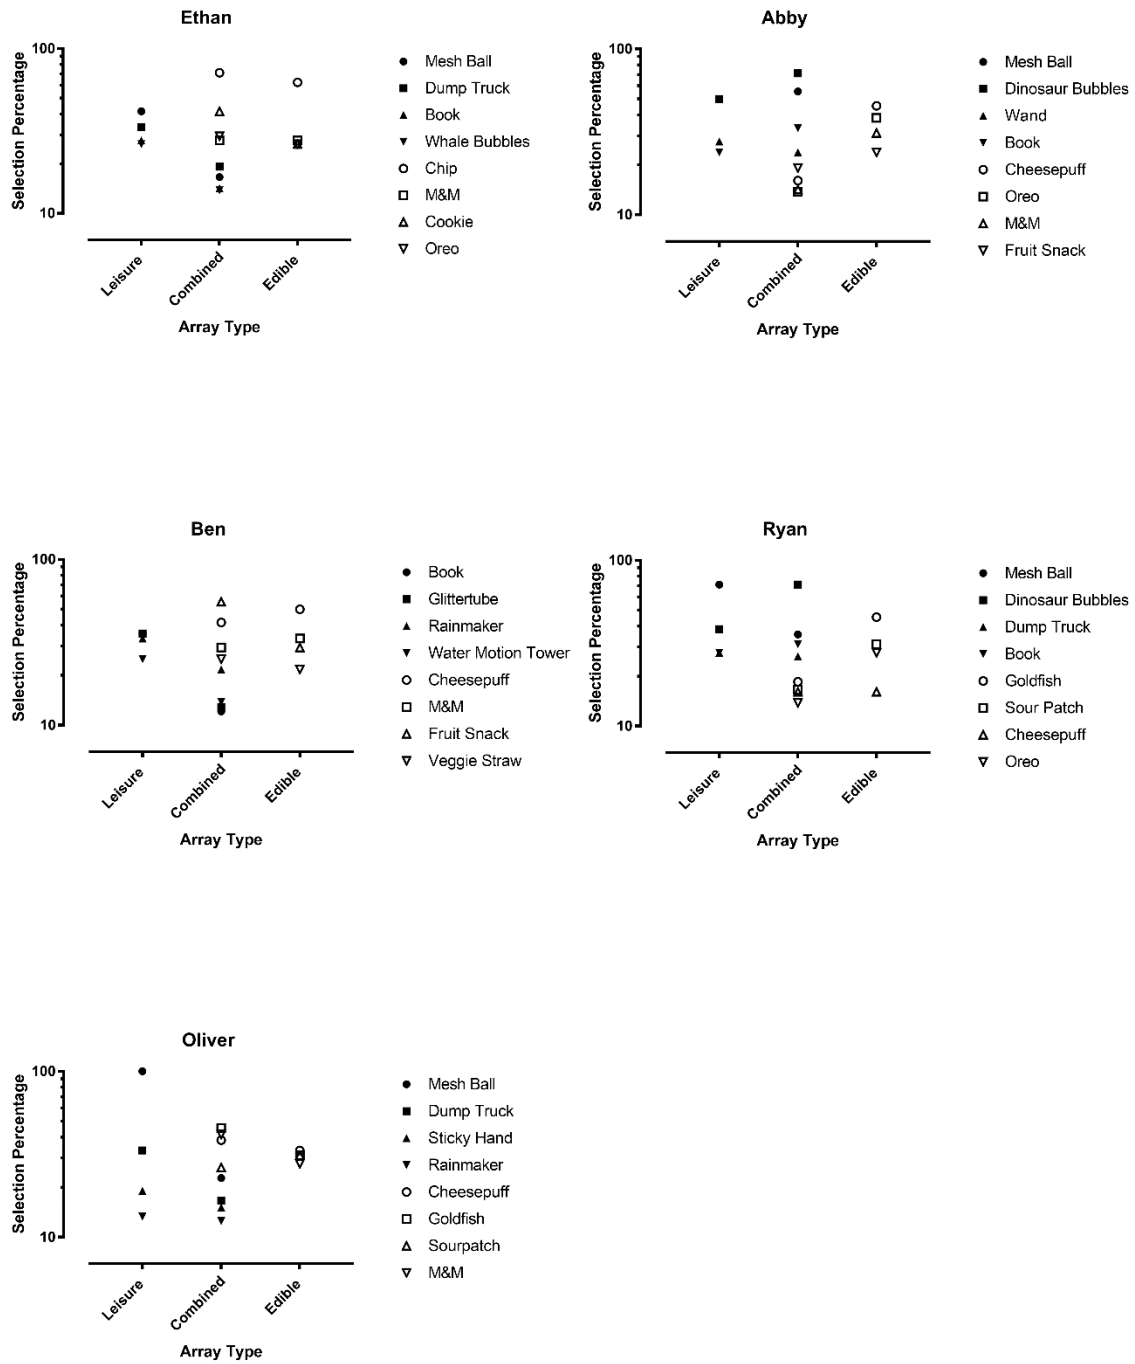 Ethan
Selection Percentage
100
10
Leisure
Combined
Edible
Array Type
Mesh Ball
Dump Truck
Book
Whale Bubbles
Chip
M&M
Cookie
Oreo
Abby
Selection Percentage
100
10
Leisure
Combined
Edible
Array Type
Mesh Ball
Dinosaur Bubbles
Wand
Book
Cheesepuff
Oreo
M&M
Fruit Snack
Ben
Selection Percentage
100
10
Leisure
Combined
Edible
Array Type
Book
Glittertube
Rainmaker
Water Motion Tower
Cheesepuff
M&M
Fruit Snack
Veggie Straw
Ryan
Selection Percentage
100
10
Leisure
Combined
Edible
Array Type
Mesh Ball
Dinosaur Bubbles
Dump Truck
Book
Goldfish
Sour Patch
Cheesepuff
Oreo
Oliver
Selection Percentage
100
10
Leisure
Combined
Edible
Array Type
Mesh Ball
Dump Truck
Sticky Hand
Rainmaker
Cheesepuff
Goldfish
Sourpatch
M&M